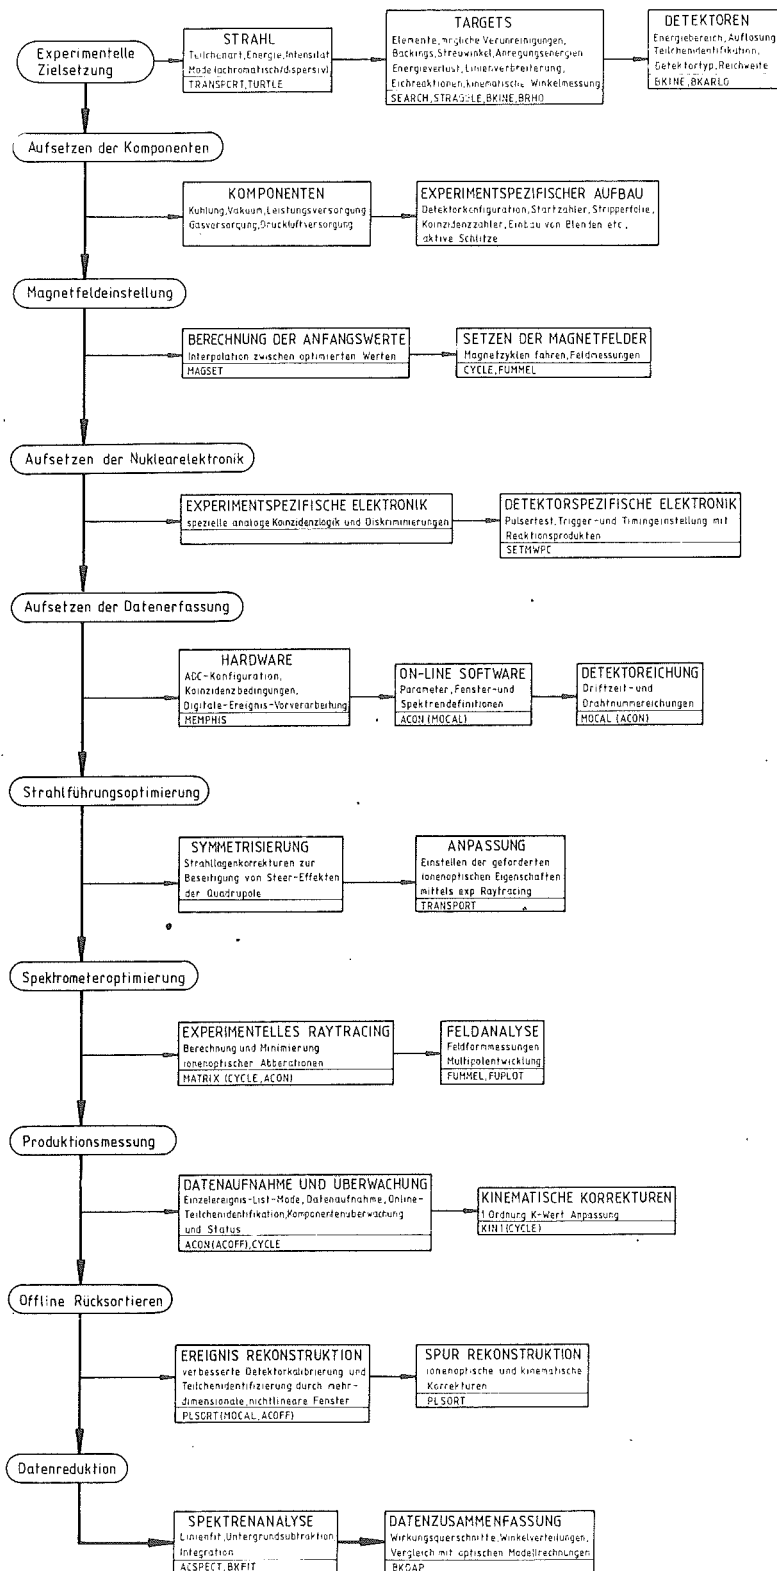 Experimentelle
Zielsetzung
STRAHL
Teilchenart, Energie, Intensität
Mode(achromatisch/dispersiv)
TRANSPORT,TURTLE
TARGETS
Elemente, mögliche Verunreinigungen,
Backings, Streuwinkel, Anregungsenergien
Energieverlust, Linienverbreiterung,
Eichreaktionen, kinematische Winkelmessung
SEARCH,STRAGGLE,BKINE,BRHO
DETEKTOREN
Energiebereich, Auflösung
Teilchenidentifikation,
Detektortyp, Reichweite
BKINE, BKARLO
Aufsetzen der Komponenten
KOMPONENTEN
Kühlung, Vakuum, Leistungsversorgung
Gasversorgung, Druckluftversorgung
EXPERIMENTSPEZIFISCHER AUFBAU
Detektorkonfiguration, Startzähler, Stripperfolie,
Koinzidenzzähler, Einbau von Blenden etc.,
aktive Schlitze
Magnetfeldeinstellung
BERECHNUNG DER ANFANGSWERTE
Interpolation zwischen optimierten Werten
MAGSET
SETZEN DER MAGNETFELDER
Magnetzyklen fahren, Feldmessungen
CYCLE, FUMMEL
Aufsetzen der Nuklearelektronik
EXPERIMENTSPEZIFISCHE ELEKTRONIK
spezielle analoge Koinzidenzlogik und Diskriminierungen
DETEKTORSPEZIFISCHE ELEKTRONIK
Pulsertest, Trigger-und Timingeinstellung mit
Reaktionsprodukten
SETMWPC
Aufsetzen der Datenerfassung
HARDWARE
ADC-Konfiguration,
Koinzidenzbedingungen,
Digitale-Ereignis-Vorverarbeitung
MEMPHIS
ON-LINE SOFTWARE
Parameter, Fenster-und
Spektrendefinitionen
ACON (MOCAL)
DETEKTOREICHUNG
Driftzeit-und
Drahtnummereichungen
MOCAL (ACON)
Strahlführungsoptimierung
SYMMETRISIERUNG
Strahllagenkorrekturen zur
Beseitigung von Steer-Effekten
der Quadrupole
ANPASSUNG
Einstellen der geforderten
ionenoptischen Eigenschaften
mittels exp Raytracing
TRANSPORT
Spektrometeroptimierung
EXPERIMENTELLES RAYTRACING
Berechnung und Minimierung
ionenoptischer Abberationen
MATRIX (CYCLE, ACON)
FELDANALYSE
Feldformmessungen
Multipolentwicklung
FUMMEL, FUPLOT
Produktionsmessung
DATENAUFNAHME UND ÜBERWACHUNG
Einzelereignis-List-Mode, Datenaufnahme, Online-
Teilchenidentifikation, Komponentenüberwachung
und Status
ACON(ACOFF), CYCLE
KINEMATISCHE KORREKTUREN
1 Ordnung K-Wert Anpassung
KIN1(CYCLE)
Offline Rücksortieren
EREIGNIS REKONSTRUKTION
verbesserte Detektorkalibrierung und
Teilchenidentifizierung durch mehr-
dimensionale, nichtlineare Fenster
PLSORT(MOCAL, ACOFF)
SPUR REKONSTRUKTION
ionenoptische und kinematische
Korrekturen
PLSORT
Datenreduktion
SPEKTRENANALYSE
Linienfit, Untergrundsubtraktion,
Integration
ACSPECT, BKFIT
DATENZUSAMMENFASSUNG
Wirkungsquerschnitte, Winkelverteilungen,
Vergleich mit optischen Modellrechnungen
BKDAP